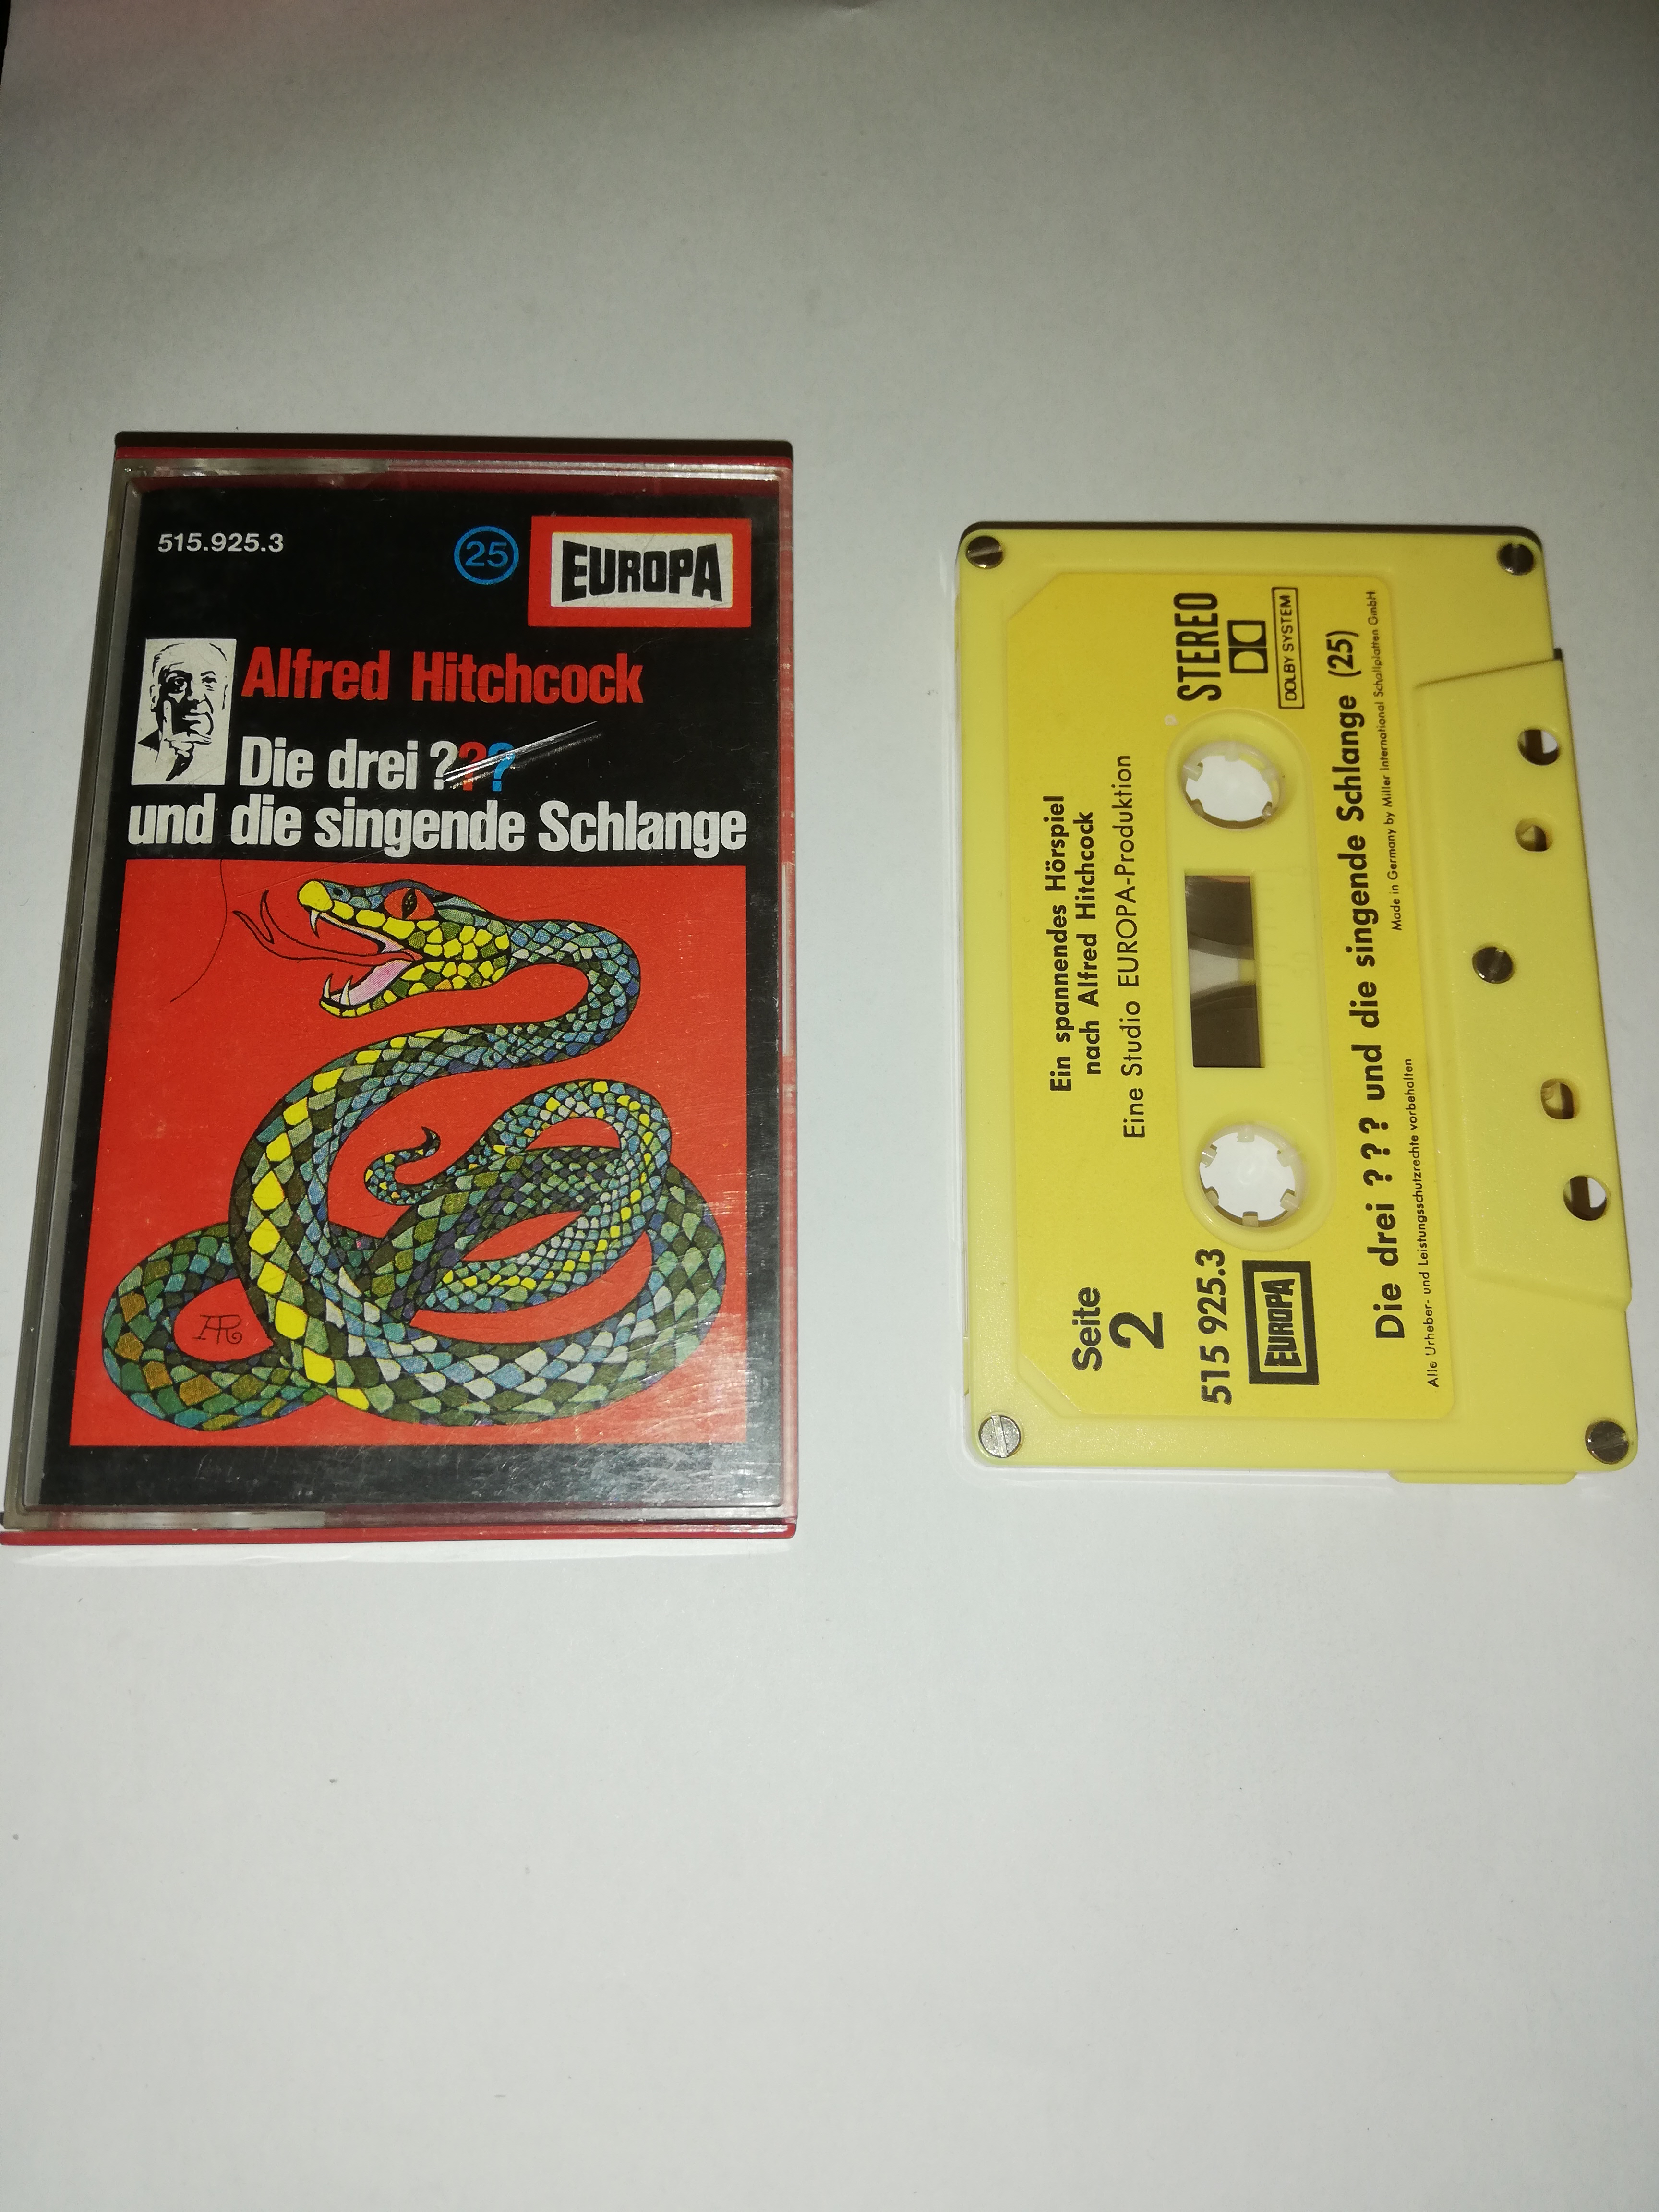 515.925.3
25
EUROPA
Alfred Hitchcock
Die drei ???
und die singende Schlange
AR
Ein spannendes Hörspiel
nach Alfred Hitchcock
Eine Studio EUROPA-Produktion
Seite
2
515 925.3
EUROPA
STEREO
DOLBY SYSTEM
Die drei ??? und die singende Schlange (25)
Alle Urheber- und Leistungsschutzrechte vorbehalten
Made in Germany by Miller International Schallplatten GmbH